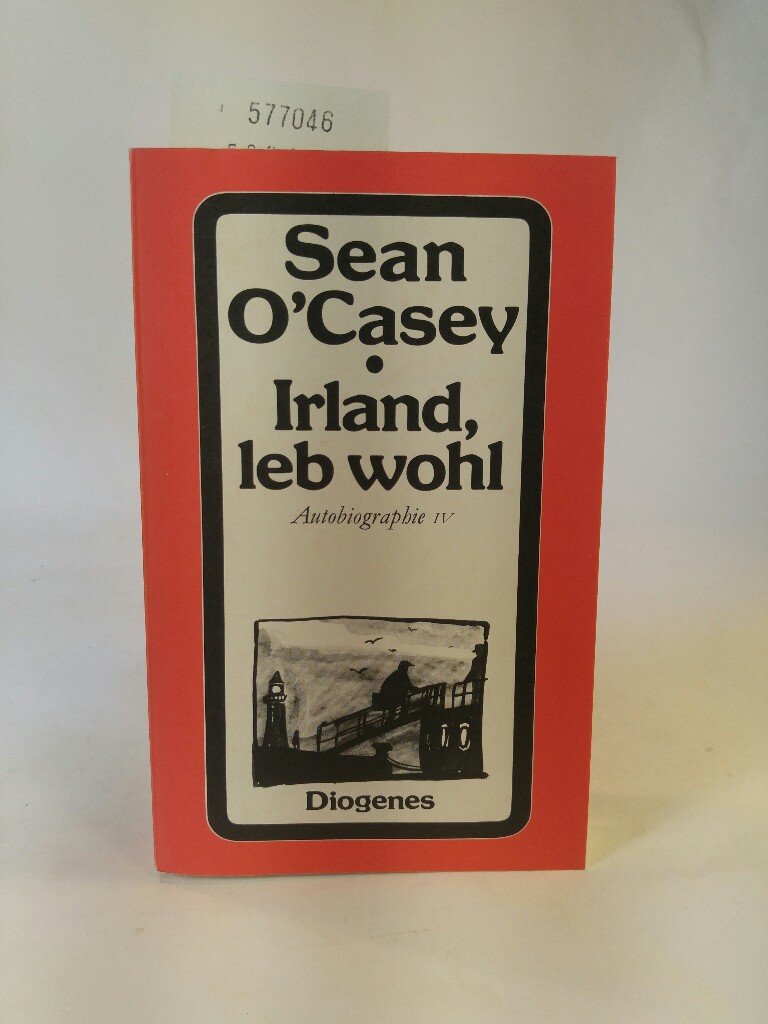 577046
Sean
O'Casey
•
Irland,
leb wohl
Autobiographie IV
Diogenes